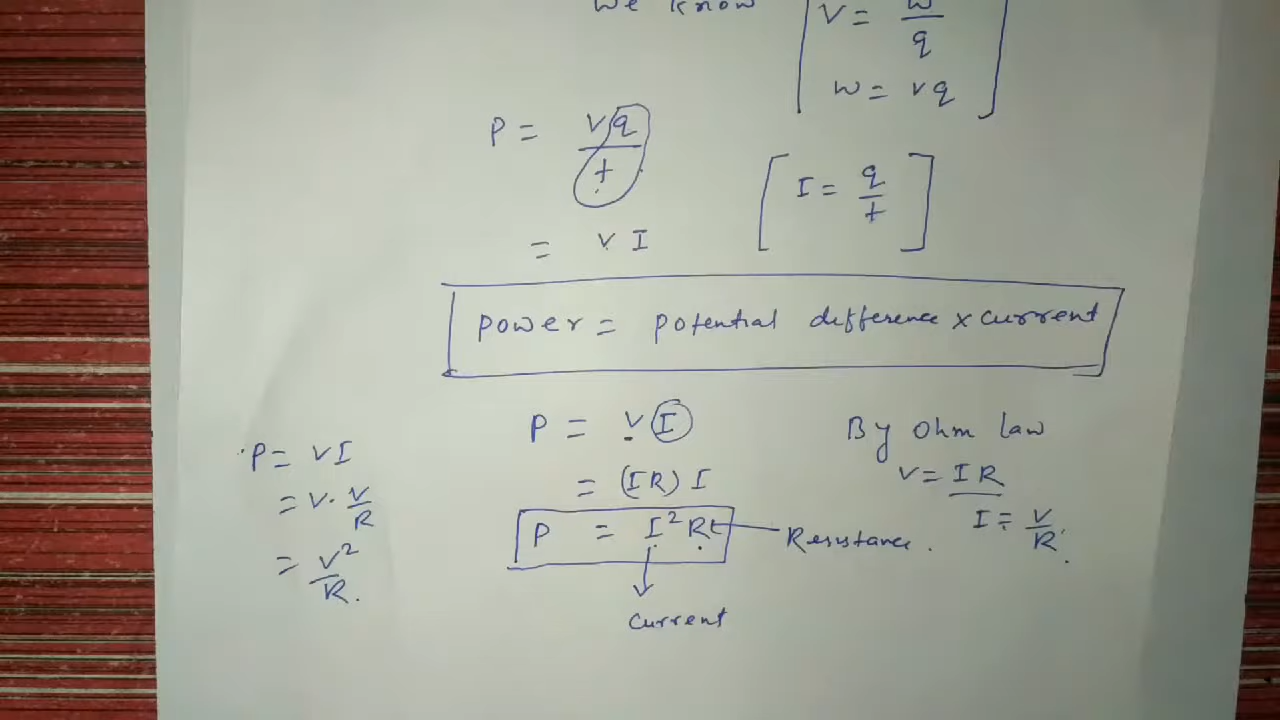 We know
V = W/q
W = Vq
P = Vq/t
I = q/t
= VI
power = potential difference × current
P = VI
By Ohm law
= (IR) I
V = IR
P = I²R ← Resistance.
I = V/R.
Current
P = VI
= V. V/R
= V²/R.